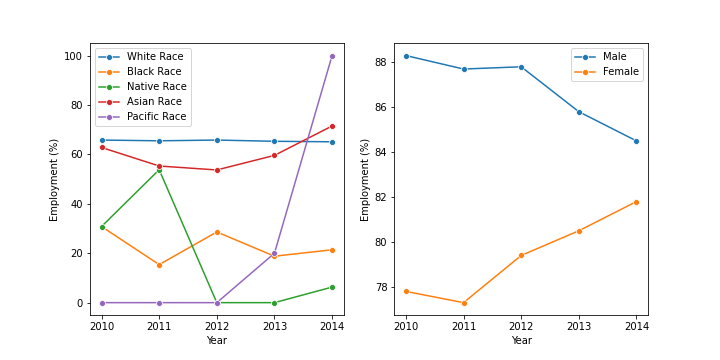 White Race
Black Race
Native Race
Asian Race
Pacific Race
Employment (%)
100
80
60
40
20
0
2010 2011 2012 2013 2014
Year
Male
Female
Employment (%)
88
86
84
82
80
78
2010 2011 2012 2013 2014
Year